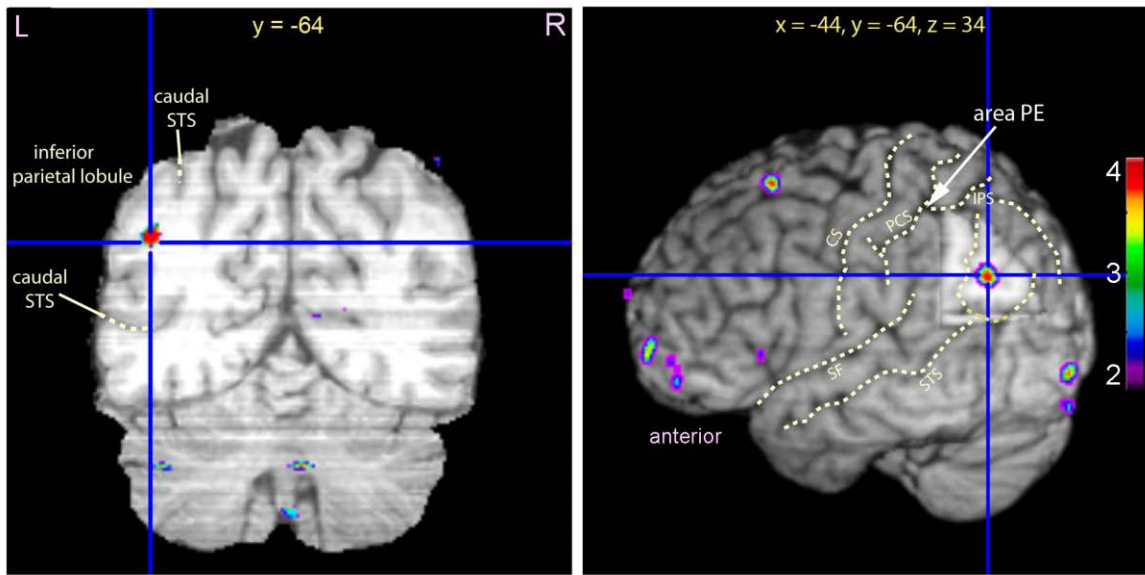 L
y = -64
R
caudal
STS
inferior
parietal lobule
caudal
STS
x = -44, y = -64, z = 34
area PE
IPS
PCS
CS
SF
STS
anterior
4
3
2